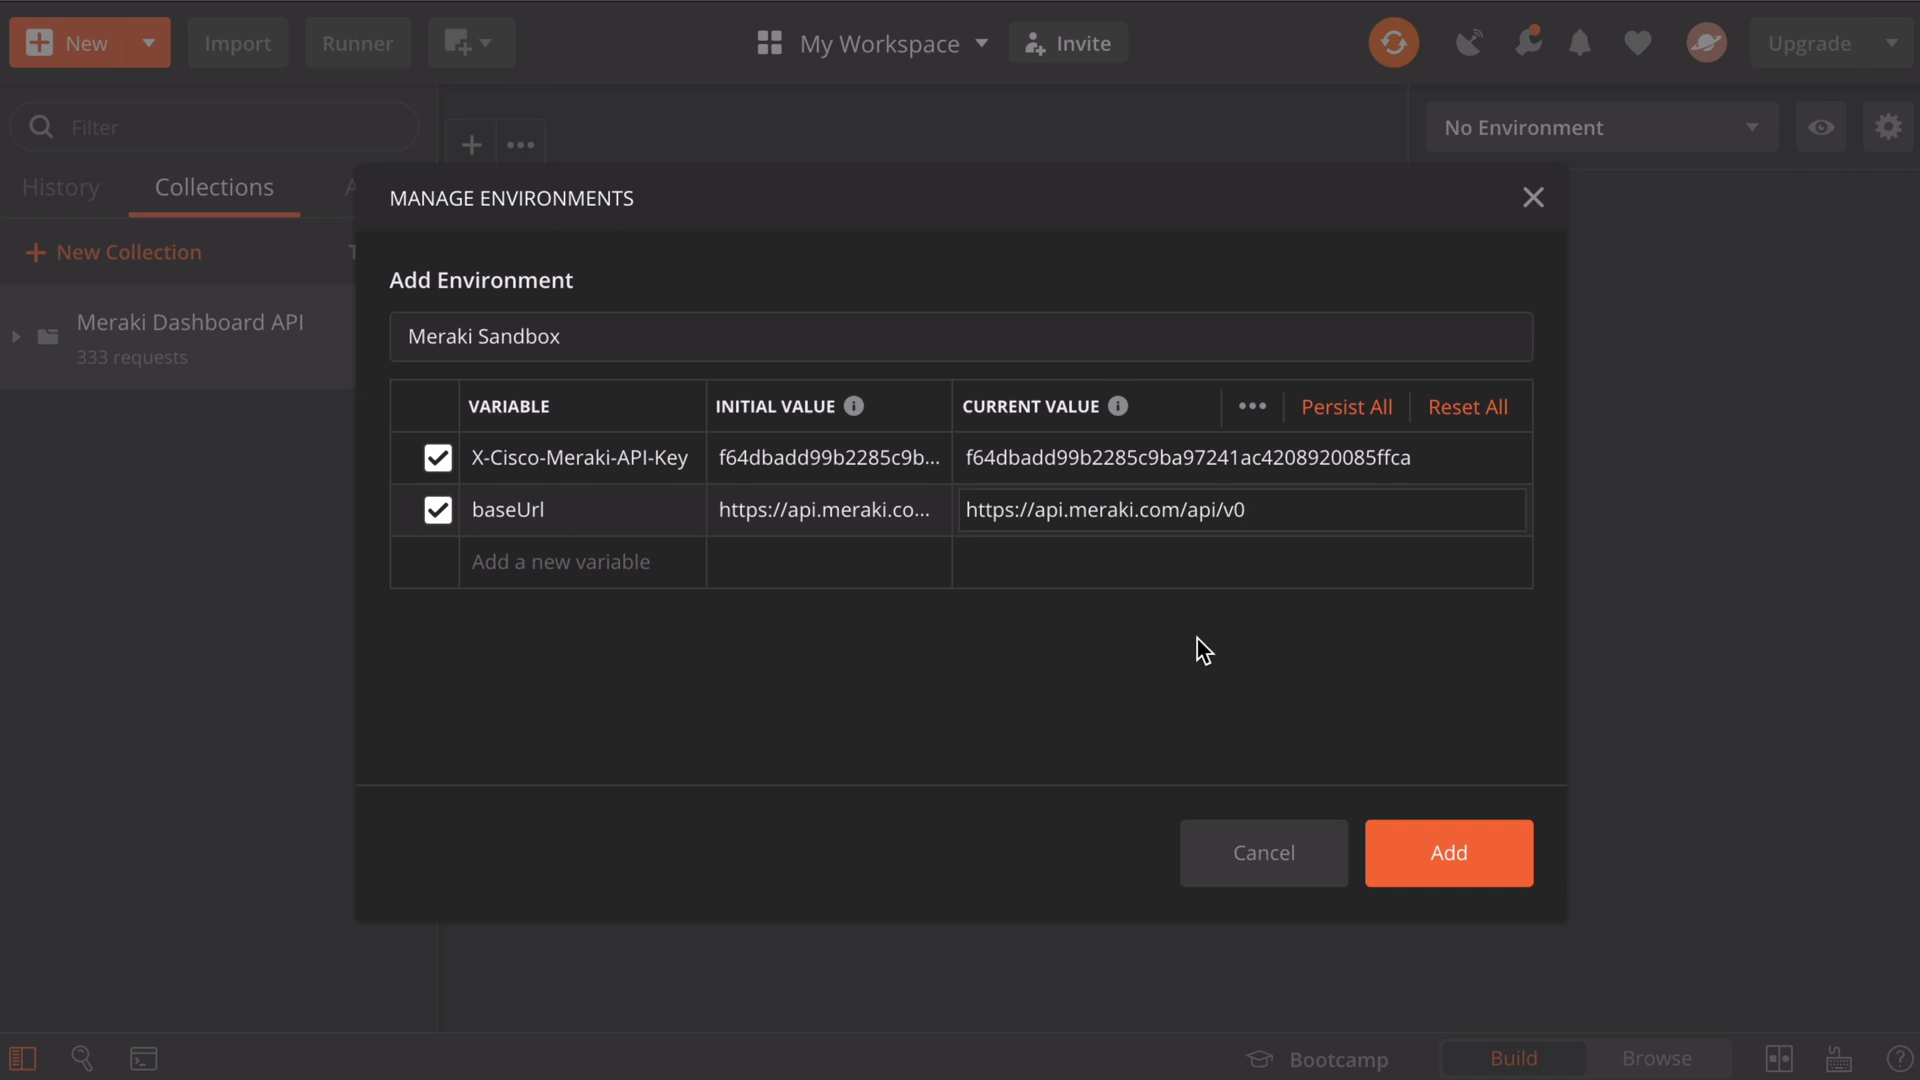 New
Import
Runner
My Workspace
Invite
Upgrade
Filter
No Environment
History
Collections
A
MANAGE ENVIRONMENTS
New Collection
T
Add Environment
Meraki Dashboard API
333 requests
Meraki Sandbox
VARIABLE
INITIAL VALUE
CURRENT VALUE
Persist All
Reset All
X-Cisco-Meraki-API-Key
f64dbadd99b2285c9b...
f64dbadd99b2285c9ba97241ac4208920085ffca
baseUrl
https://api.meraki.co...
https://api.meraki.com/api/v0
Add a new variable
Cancel
Add
Bootcamp
Build
Browse